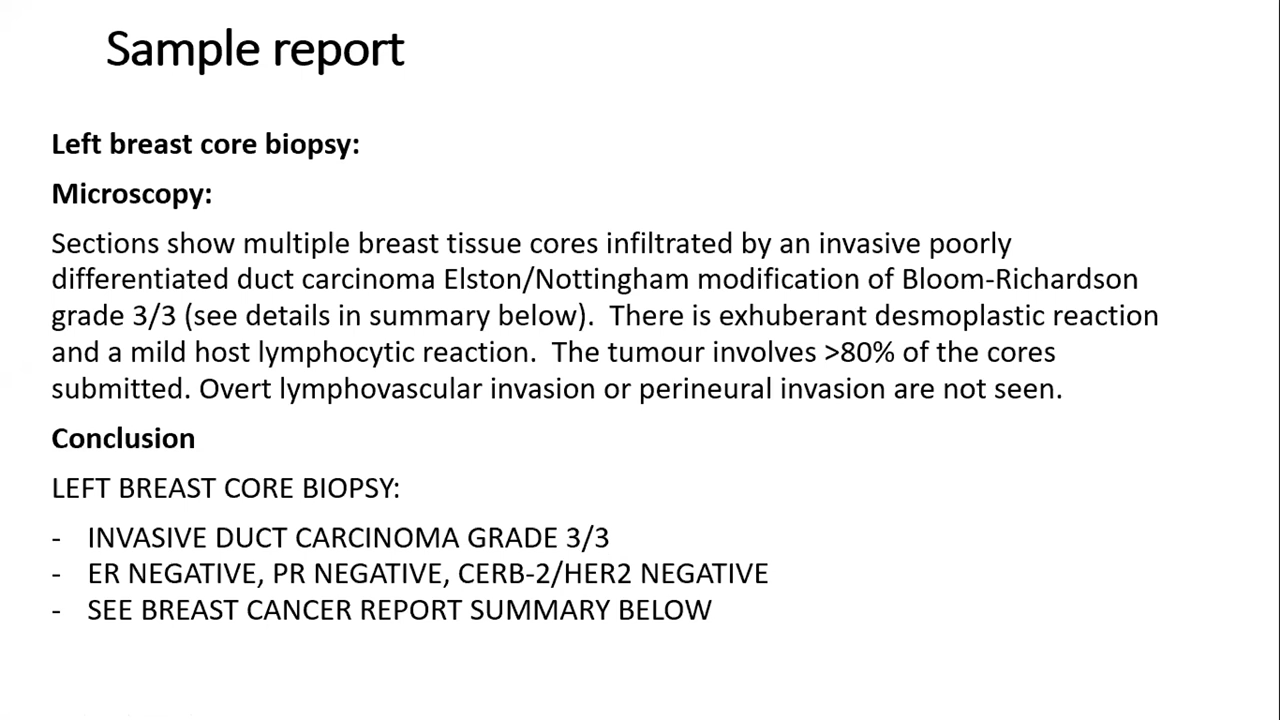 Sample report
Left breast core biopsy:
Microscopy:
Sections show multiple breast tissue cores infiltrated by an invasive poorly
differentiated duct carcinoma Elston/Nottingham modification of Bloom-Richardson
grade 3/3 (see details in summary below).  There is exhuberant desmoplastic reaction
and a mild host lymphocytic reaction.  The tumour involves >80% of the cores
submitted. Overt lymphovascular invasion or perineural invasion are not seen.
Conclusion
LEFT BREAST CORE BIOPSY:
- INVASIVE DUCT CARCINOMA GRADE 3/3
- ER NEGATIVE, PR NEGATIVE, CERB-2/HER2 NEGATIVE
- SEE BREAST CANCER REPORT SUMMARY BELOW